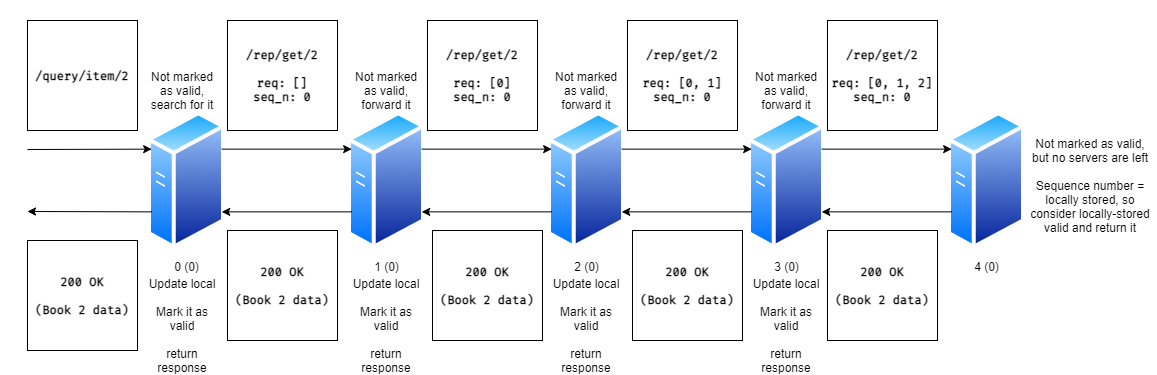 /query/item/2
Not marked
as valid,
search for it
/rep/get/2
req: []
seq_n: 0
Not marked
as valid,
forward it
/rep/get/2
req: [0]
seq_n: 0
Not marked
as valid,
forward it
/rep/get/2
req: [0, 1]
seq_n: 0
Not marked
as valid,
forward it
/rep/get/2
req: [0, 1, 2]
seq_n: 0
Not marked as valid,
but no servers are left
Sequence number =
locally stored, so
consider locally-stored
valid and return it
200 OK
(Book 2 data)
0 (0)
Update local
Mark it as
valid
return
response
200 OK
(Book 2 data)
1 (0)
Update local
Mark it as
valid
return
response
200 OK
(Book 2 data)
2 (0)
Update local
Mark it as
valid
return
response
200 OK
(Book 2 data)
3 (0)
Update local
Mark it as
valid
return
response
200 OK
(Book 2 data)
4 (0)